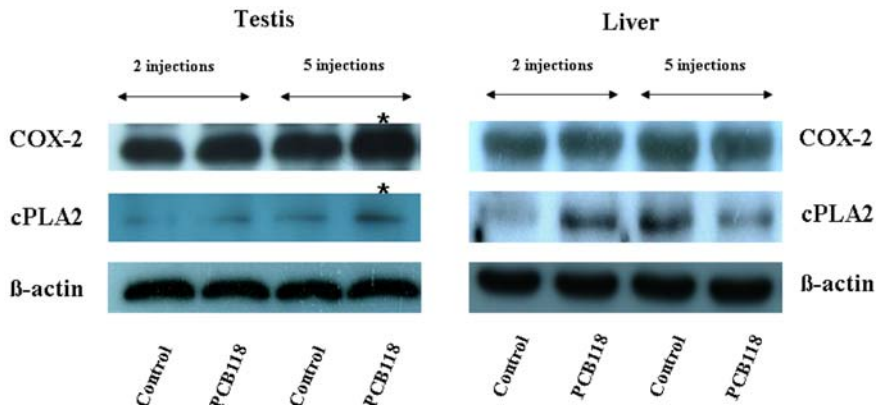 Testis Liver
2 injections 5 injections 2 injections 5 injections
* 
COX-2 COX-2
*
cPLA2 cPLA2
ß-actin ß-actin
Control PCB118 Control PCB118 Control PCB118 Control PCB118